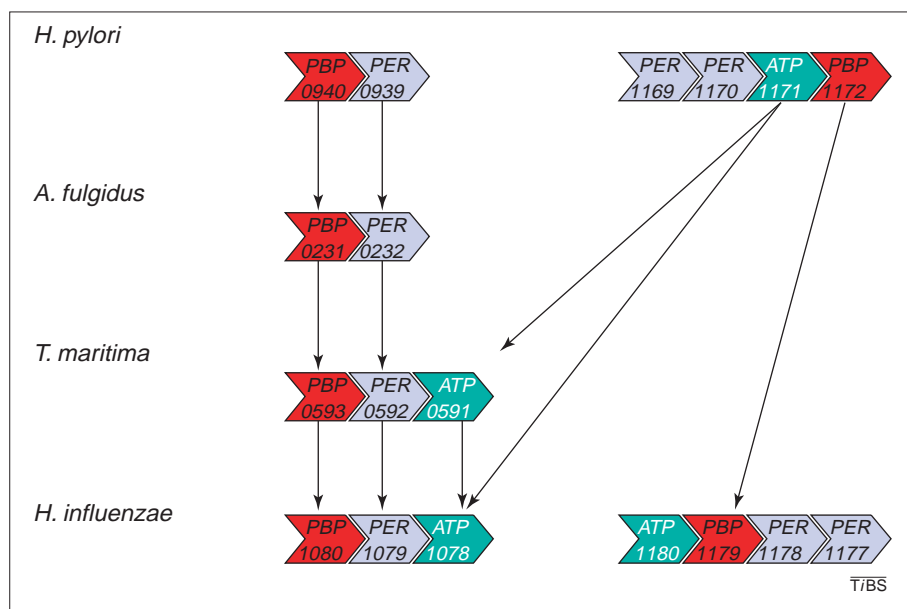 H. pylori
PBP PER
0940 0939
PER PER ATP PBP
1169 1170 1171 1172
A. fulgidus
PBP PER
0231 0232
T. maritima
PBP PER ATP
0593 0592 0591
H. influenzae
PBP PER ATP
1080 1079 1078
ATP PBP PER PER
1180 1179 1178 1177
TiBS